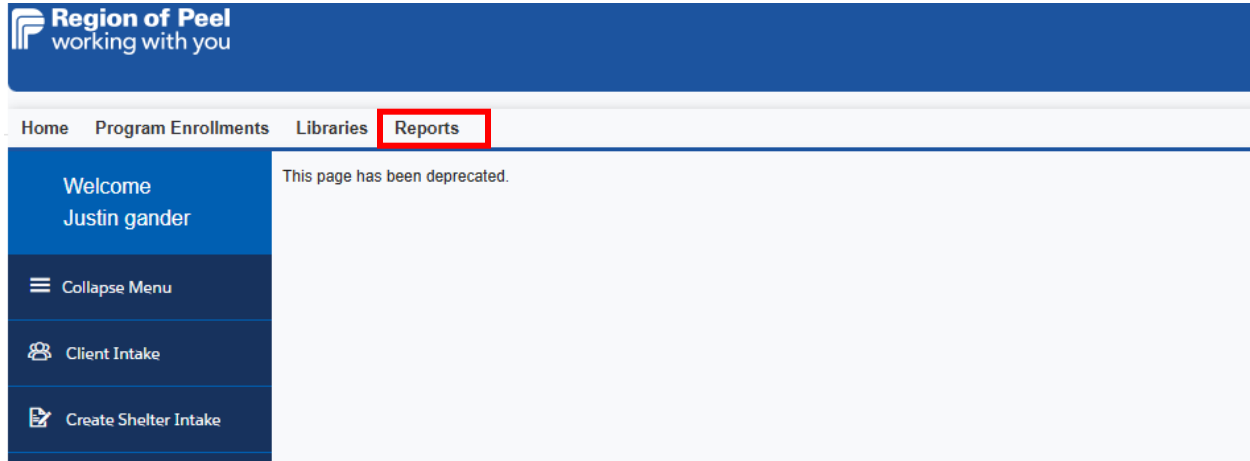 Region of Peel
working with you
Home Program Enrollments Libraries Reports
Welcome
Justin gander
This page has been deprecated.
Collapse Menu
Client Intake
Create Shelter Intake